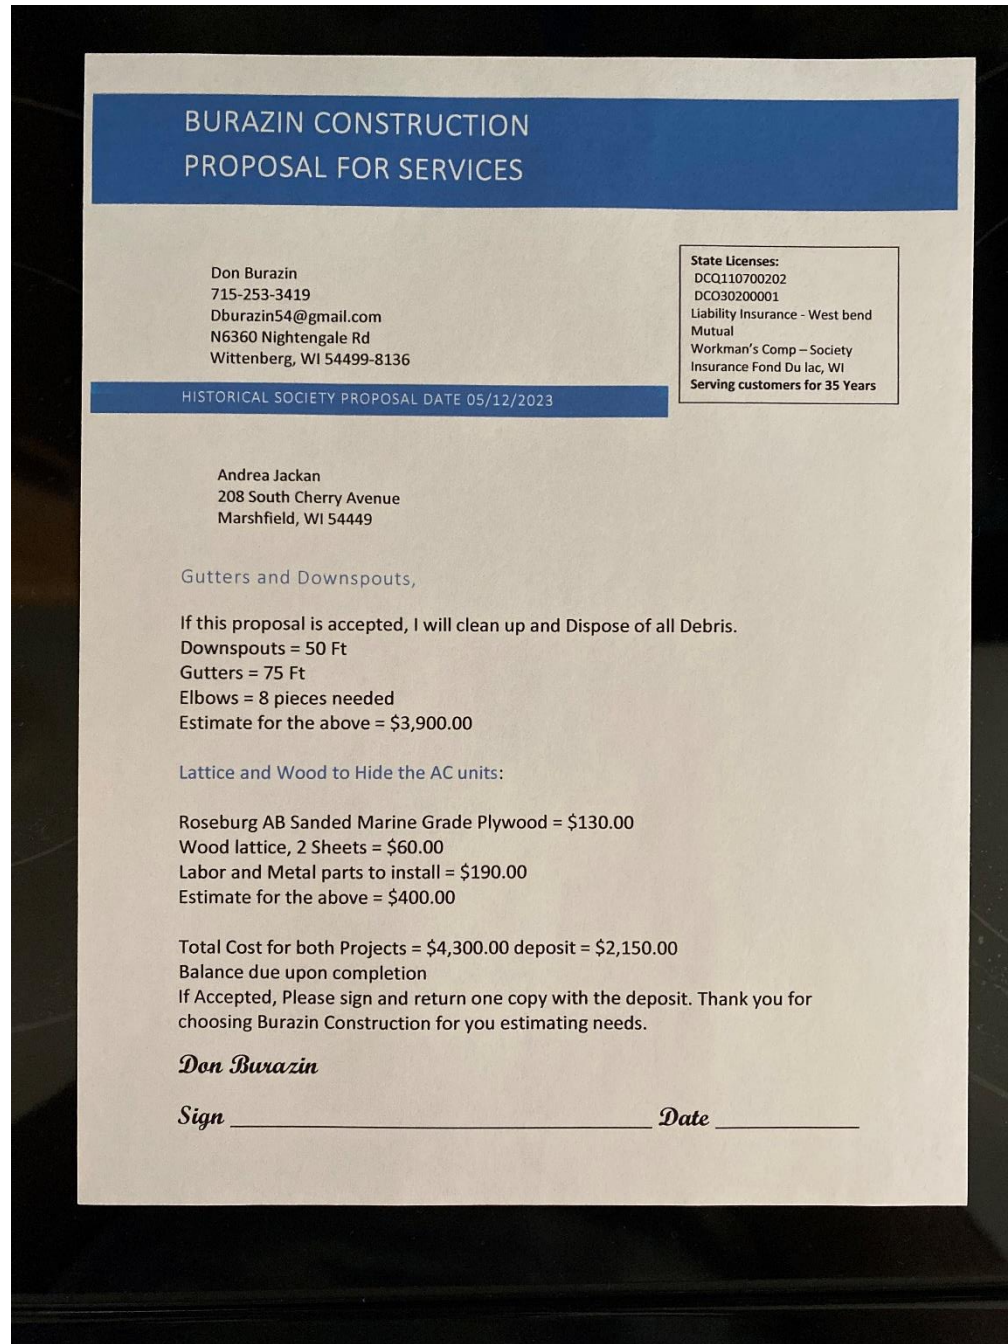 BURAZIN CONSTRUCTION
PROPOSAL FOR SERVICES
Don Burazin
715-253-3419
Dburazin54@gmail.com
N6360 Nightengale Rd
Wittenberg, WI 54499-8136
State Licenses:
DCQ110700202
DCO30200001
Liability Insurance - West bend
Mutual
Workman's Comp – Society
Insurance Fond Du lac, WI
Serving customers for 35 Years
HISTORICAL SOCIETY PROPOSAL DATE 05/12/2023
Andrea Jackan
208 South Cherry Avenue
Marshfield, WI 54449
Gutters and Downspouts,
If this proposal is accepted, I will clean up and Dispose of all Debris.
Downspouts = 50 Ft
Gutters = 75 Ft
Elbows = 8 pieces needed
Estimate for the above = $3,900.00
Lattice and Wood to Hide the AC units:
Roseburg AB Sanded Marine Grade Plywood = $130.00
Wood lattice, 2 Sheets = $60.00
Labor and Metal parts to install = $190.00
Estimate for the above = $400.00
Total Cost for both Projects = $4,300.00 deposit = $2,150.00
Balance due upon completion
If Accepted, Please sign and return one copy with the deposit. Thank you for
choosing Burazin Construction for you estimating needs.
Don Burazin
Sign Date